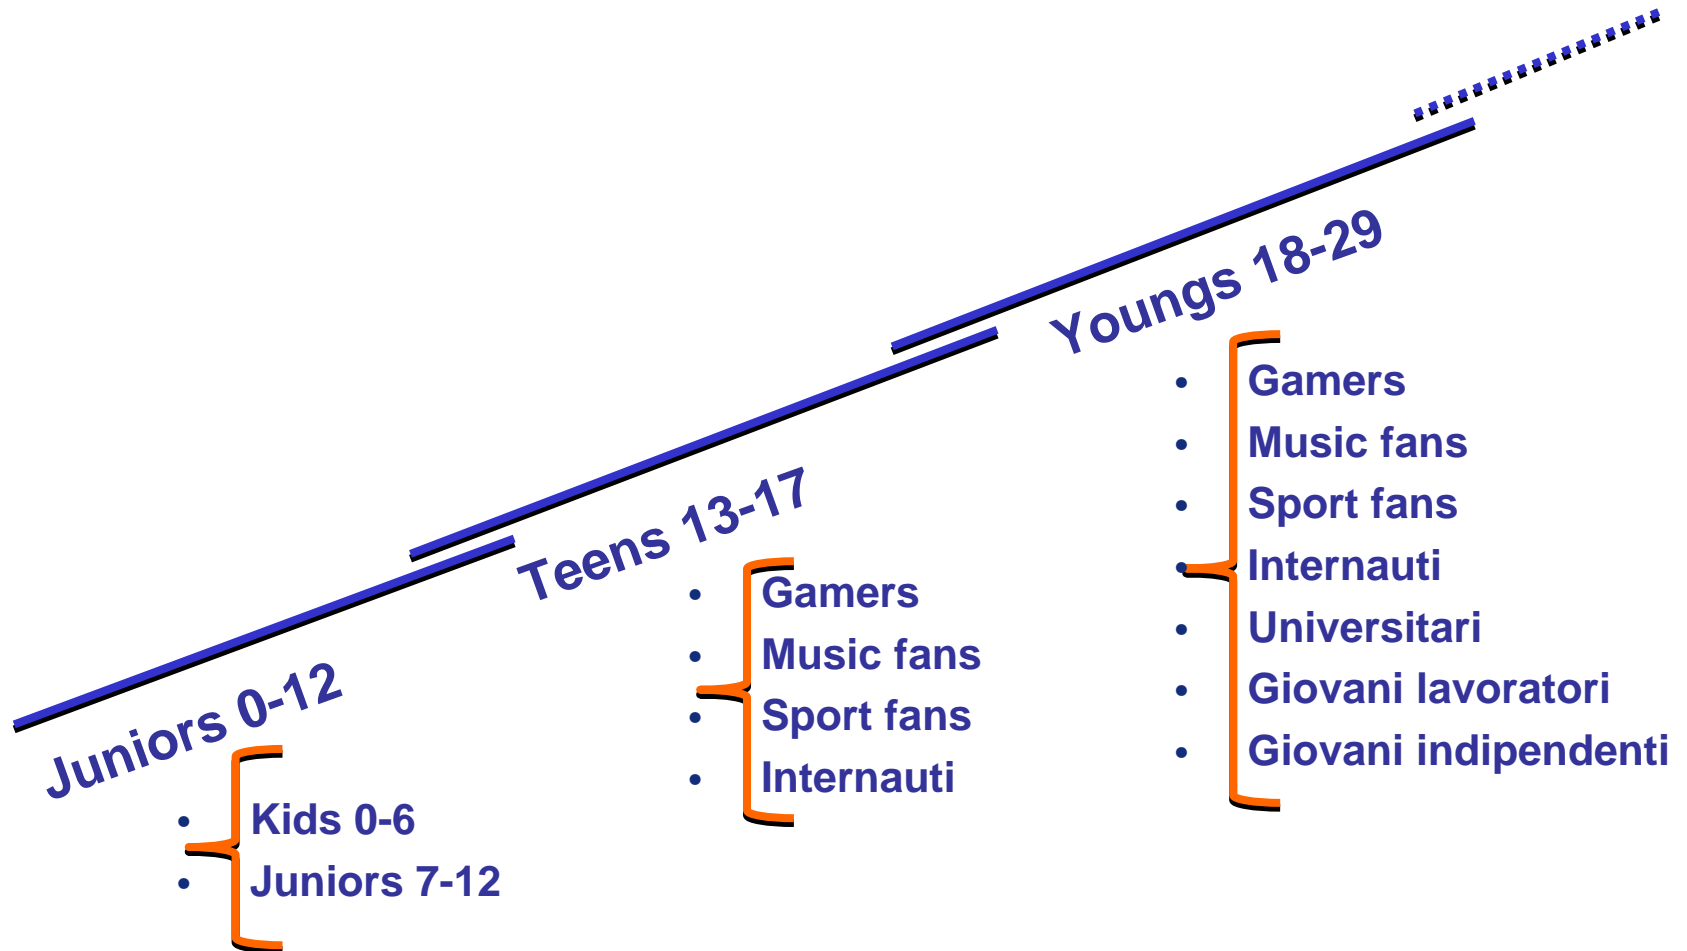 Juniors 0-12
• Kids 0-6
• Juniors 7-12
Teens 13-17
• Gamers
• Music fans
• Sport fans
• Internauti
Youngs 18-29
• Gamers
• Music fans
• Sport fans
• Internauti
• Universitari
• Giovani lavoratori
• Giovani indipendenti